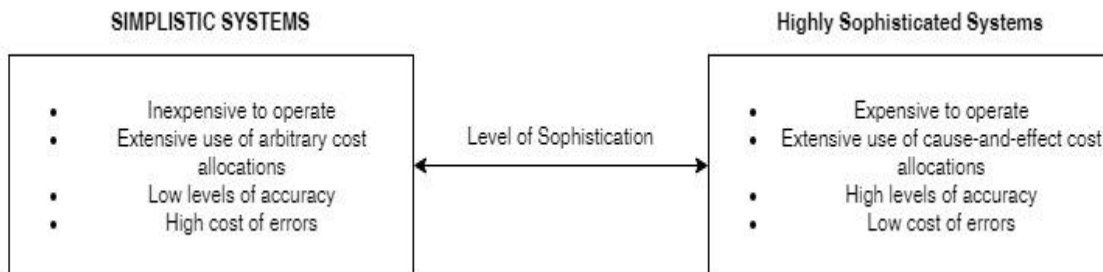 SIMPLISTIC SYSTEMS
• Inexpensive to operate
• Extensive use of arbitrary cost
allocations
• Low levels of accuracy
• High cost of errors
Level of Sophistication
Highly Sophisticated Systems
• Expensive to operate
• Extensive use of cause-and-effect cost
allocations
• High levels of accuracy
• Low cost of errors